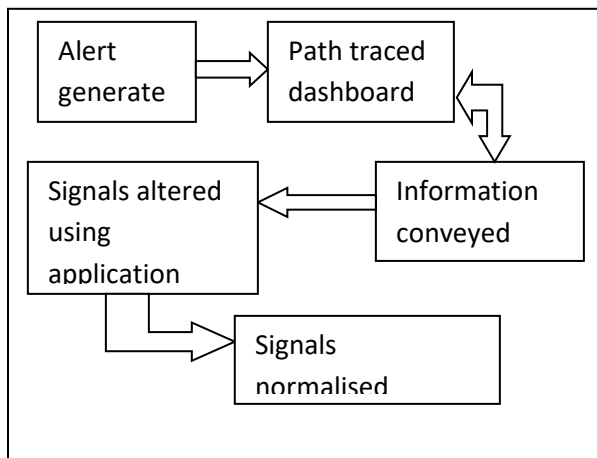 Alert
generate
Path traced
dashboard
Information
conveyed
Signals altered
using
application
Signals
normalised